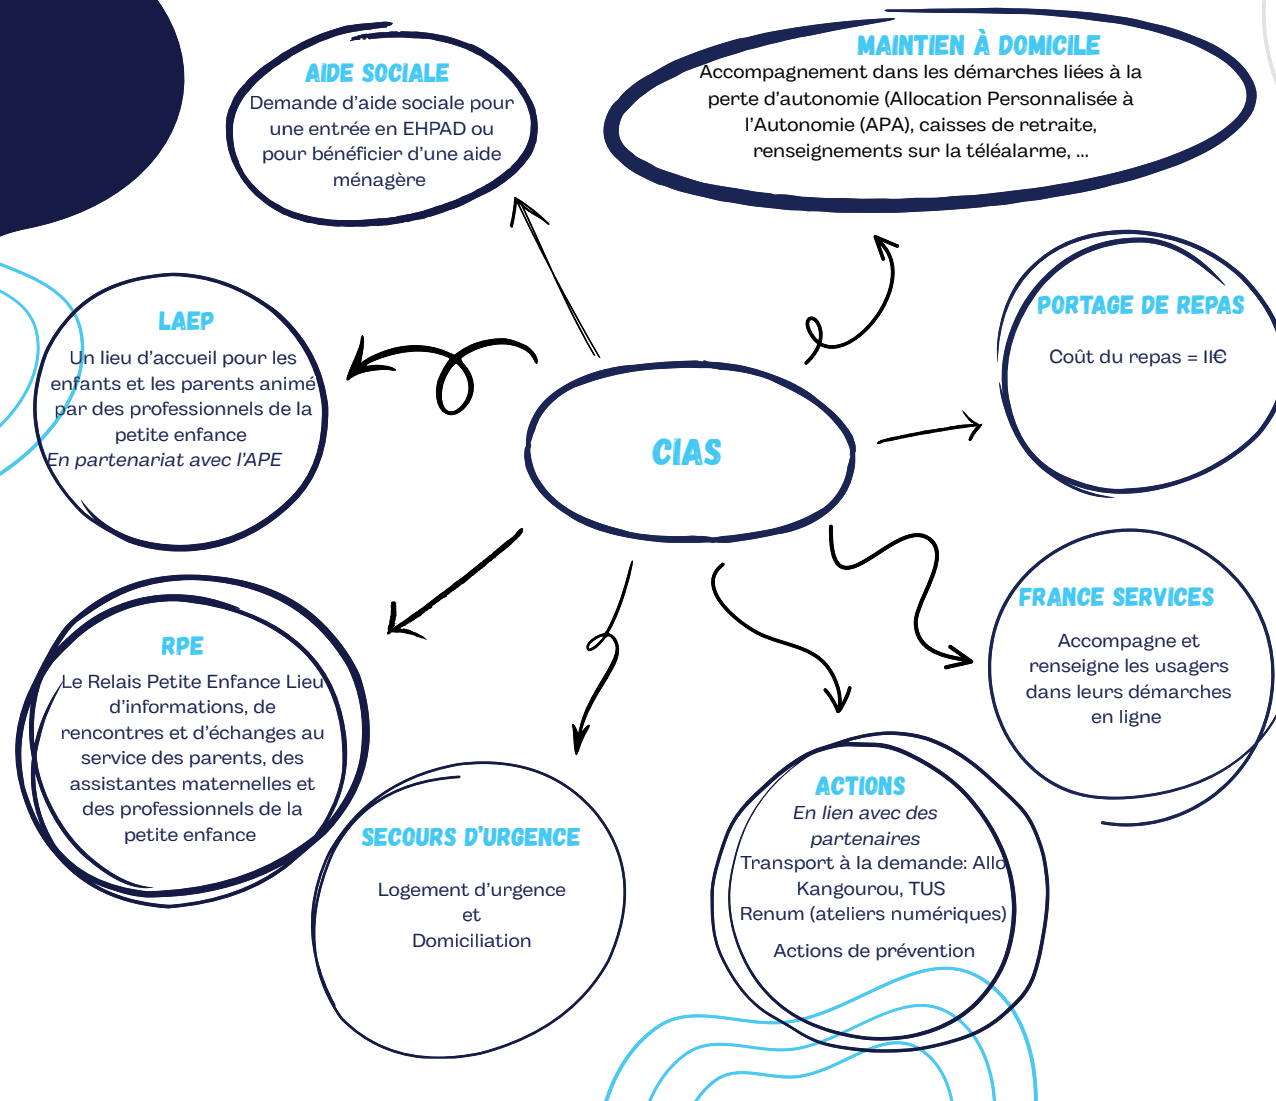 AIDE SOCIALE
Demande d'aide sociale pour
une entrée en EHPAD ou
pour bénéficier d'une aide
ménagère
MAINTIEN À DOMICILE
Accompagnement dans les démarches liées à la
perte d'autonomie (Allocation Personnalisée à
l'Autonomie (APA), caisses de retraite,
renseignements sur la téléalarme, ...
LAEP
Un lieu d'accueil pour les
enfants et les parents animé
par des professionnels de la
petite enfance
En partenariat avec l'APE
PORTAGE DE REPAS
Coût du repas = 11€
CIAS
RPE
Le Relais Petite Enfance Lieu
d'informations, de
rencontres et d'échanges au
service des parents, des
assistantes maternelles et
des professionnels de la
petite enfance
FRANCE SERVICES
Accompagne et
renseigne les usagers
dans leurs démarches
en ligne
SECOURS D'URGENCE
Logement d'urgence
et
Domiciliation
ACTIONS
En lien avec des
partenaires
Transport à la demande: Allo
Kangourou, TUS
Renum (ateliers numériques)
Actions de prévention